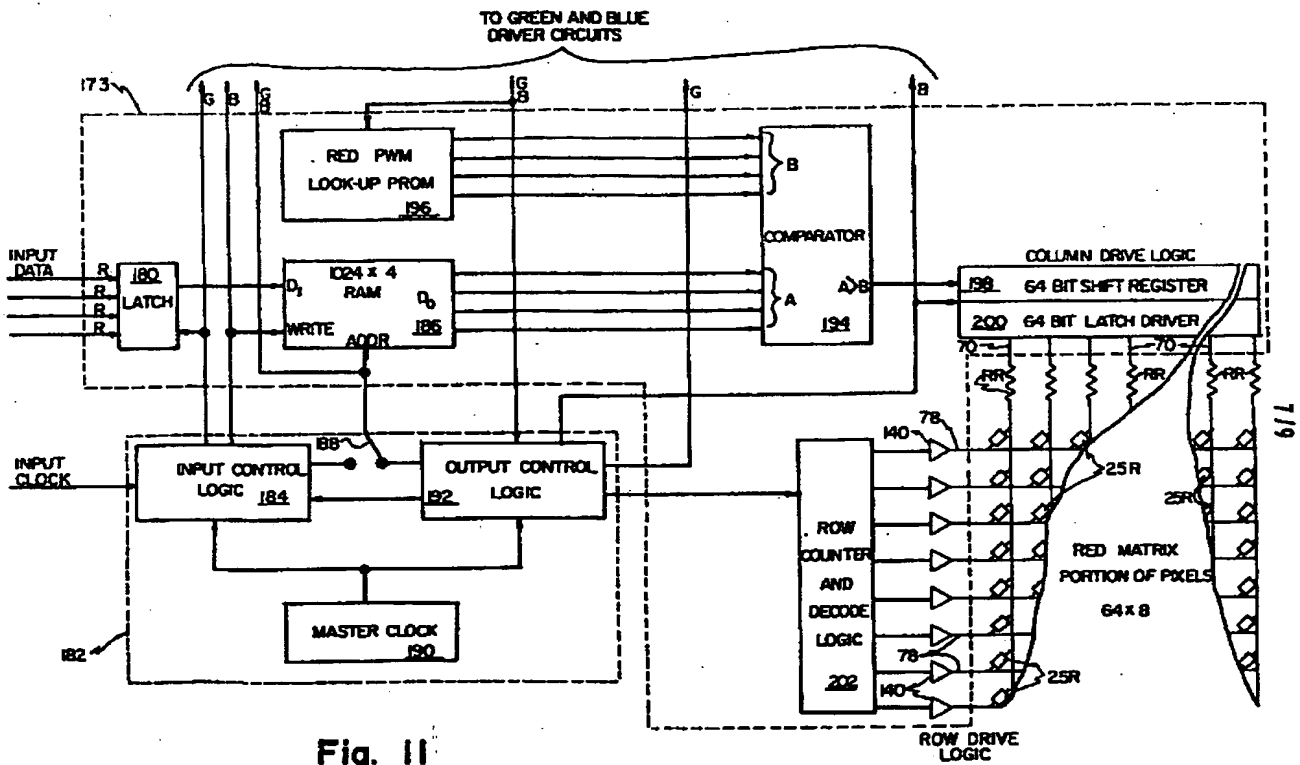 TO GREEN AND BLUE
DRIVER CIRCUITS
173
G
B
G
B
G
B
G
B
RED PWM
LOOK-UP PROM
196
B
COMPARATOR
A
A>B
194
INPUT
DATA
R
R
R
R
180
LATCH
1024 x 4
RAM
DI
DO
186
WRITE
ADDR
COLUMN DRIVE LOGIC
198 64 BIT SHIFT REGISTER
200 64 BIT LATCH DRIVER
70
70
RR
RR
7/9
188
INPUT
CLOCK
INPUT CONTROL
LOGIC
184
OUTPUT CONTROL
LOGIC
192
MASTER CLOCK
190
182
140
78
ROW
COUNTER
AND
DECODE
LOGIC
202
78
140
25R
25R
25R
RED MATRIX
PORTION OF PIXELS
64 x 8
ROW DRIVE
LOGIC
Fig. 11